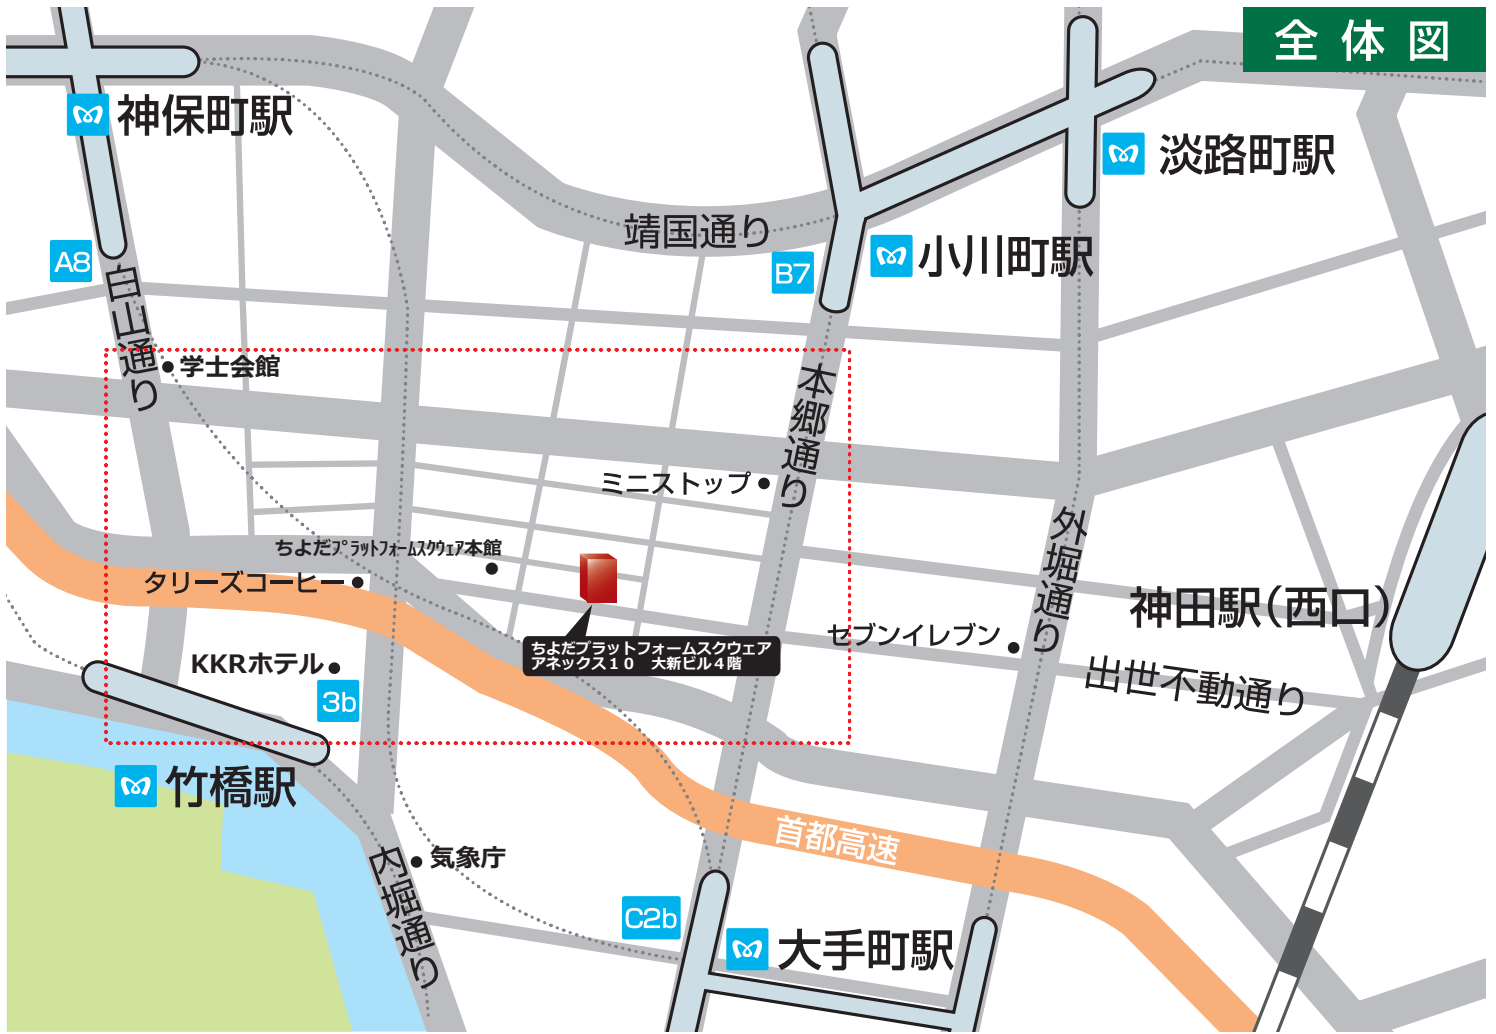 全体図
神保町駅
淡路町駅
靖国通り
小川町駅
A8
B7
白山通り
学士会館
本郷通り
ミニストップ
外堀通り
ちよだプラットフォームスクウェア本館
タリーズコーヒー
神田駅(西口)
セブンイレブン
ちよだプラットフォームスクウェア
アネックス10 大新ビル4階
KKRホテル
出世不動通り
3b
竹橋駅
首都高速
気象庁
内堀通り
C2b
大手町駅